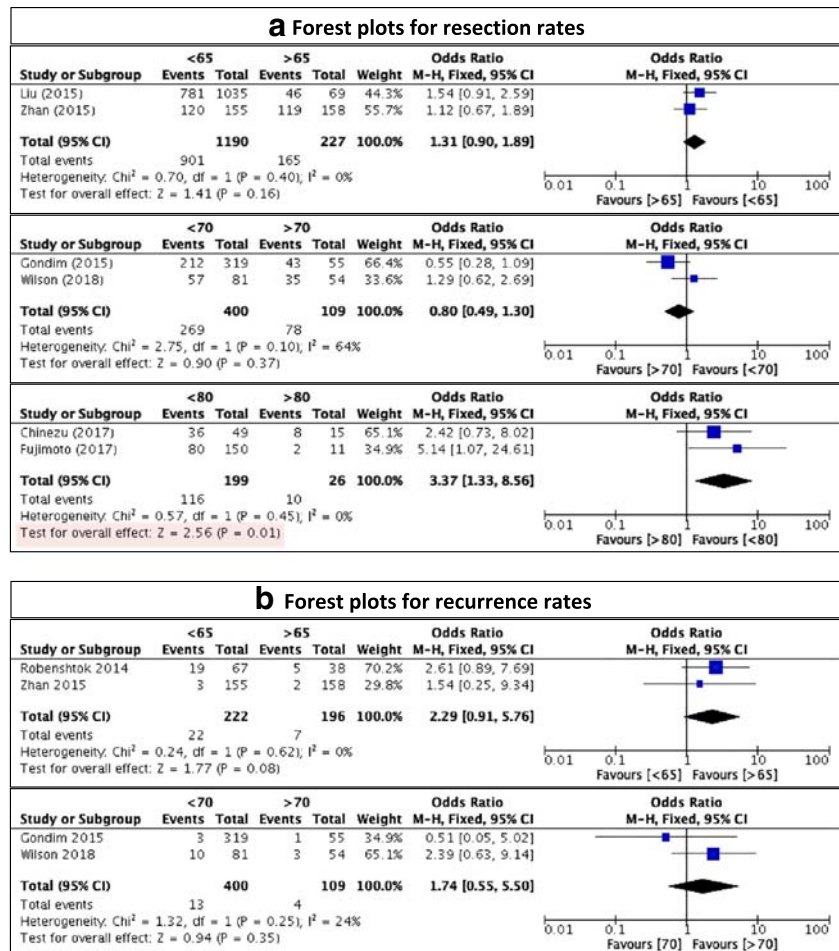 a Forest plots for resection rates
<65 >65 Odds Ratio Odds Ratio
Study or Subgroup Events Total Events Total Weight M-H, Fixed, 95% CI M-H, Fixed, 95% CI
Liu (2015) 781 1035 46 69 44.3% 1.54 [0.91, 2.59]
Zhan (2015) 120 155 119 158 55.7% 1.12 [0.67, 1.89]
Total (95% CI) 1190 227 100.0% 1.31 [0.90, 1.89]
Total events 901 165
Heterogeneity: Chi² = 0.70, df = 1 (P = 0.40); I² = 0%
Test for overall effect: Z = 1.41 (P = 0.16)
0.01 0.1 1 10 100
Favours [>65] Favours [<65]
<70 >70 Odds Ratio Odds Ratio
Study or Subgroup Events Total Events Total Weight M-H, Fixed, 95% CI M-H, Fixed, 95% CI
Gondim (2015) 212 319 43 55 66.4% 0.55 [0.28, 1.09]
Wilson (2018) 57 81 35 54 33.6% 1.29 [0.62, 2.69]
Total (95% CI) 400 109 100.0% 0.80 [0.49, 1.30]
Total events 269 78
Heterogeneity: Chi² = 2.75, df = 1 (P = 0.10); I² = 64%
Test for overall effect: Z = 0.90 (P = 0.37)
0.01 0.1 1 10 100
Favours [>70] Favours [<70]
<80 >80 Odds Ratio Odds Ratio
Study or Subgroup Events Total Events Total Weight M-H, Fixed, 95% CI M-H, Fixed, 95% CI
Chinezu (2017) 36 49 8 15 65.1% 2.42 [0.73, 8.02]
Fujimoto (2017) 80 150 2 11 34.9% 5.14 [1.07, 24.61]
Total (95% CI) 199 26 100.0% 3.37 [1.33, 8.56]
Total events 116 10
Heterogeneity: Chi² = 0.57, df = 1 (P = 0.45); I² = 0%
Test for overall effect: Z = 2.56 (P = 0.01)
0.01 0.1 1 10 100
Favours [>80] Favours [<80]
b Forest plots for recurrence rates
<65 >65 Odds Ratio Odds Ratio
Study or Subgroup Events Total Events Total Weight M-H, Fixed, 95% CI M-H, Fixed, 95% CI
Robenshtok 2014 19 67 5 38 70.2% 2.61 [0.89, 7.69]
Zhan 2015 3 155 2 158 29.8% 1.54 [0.25, 9.34]
Total (95% CI) 222 196 100.0% 2.29 [0.91, 5.76]
Total events 22 7
Heterogeneity: Chi² = 0.24, df = 1 (P = 0.62); I² = 0%
Test for overall effect: Z = 1.77 (P = 0.08)
0.01 0.1 1 10 100
Favours [<65] Favours [>65]
<70 >70 Odds Ratio Odds Ratio
Study or Subgroup Events Total Events Total Weight M-H, Fixed, 95% CI M-H, Fixed, 95% CI
Gondim 2015 3 319 1 55 34.9% 0.51 [0.05, 5.02]
Wilson 2018 10 81 3 54 65.1% 2.39 [0.63, 9.14]
Total (95% CI) 400 109 100.0% 1.74 [0.55, 5.50]
Total events 13 4
Heterogeneity: Chi² = 1.32, df = 1 (P = 0.25); I² = 24%
Test for overall effect: Z = 0.94 (P = 0.35)
0.01 0.1 1 10 100
Favours [70] Favours [>70]